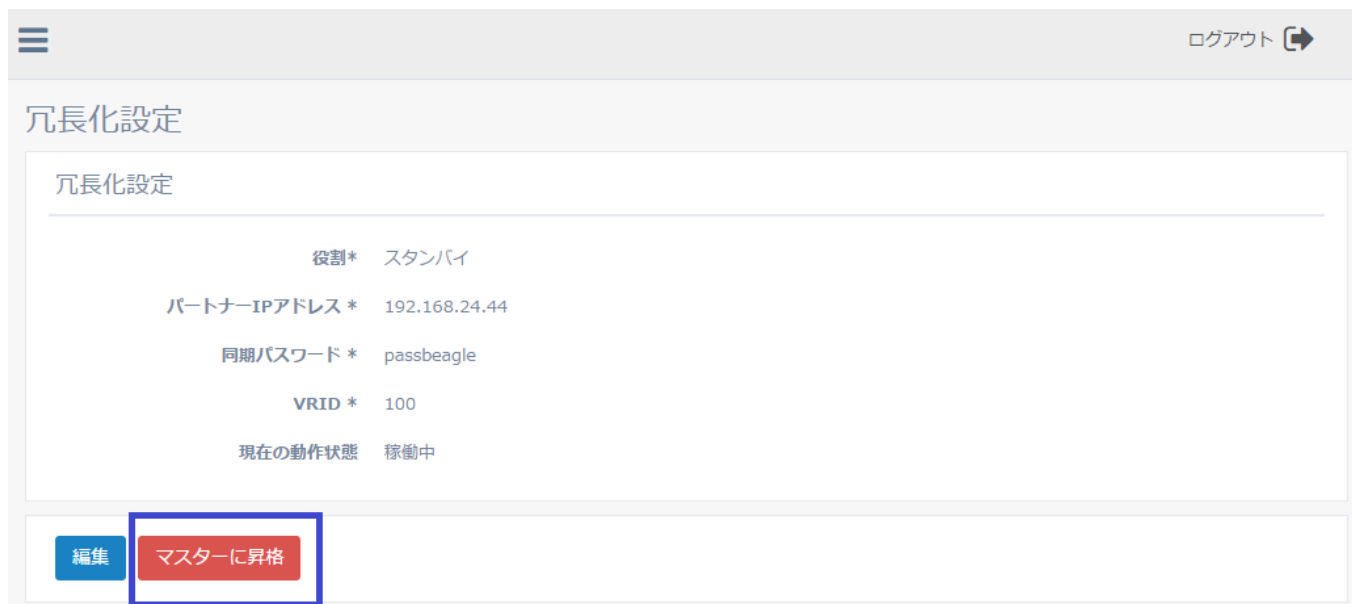 ログアウト
冗長化設定
冗長化設定
役割* スタンバイ
パートナーIPアドレス * 192.168.24.44
同期パスワード * passbeagle
VRID * 100
現在の動作状態 稼働中
編集 マスターに昇格